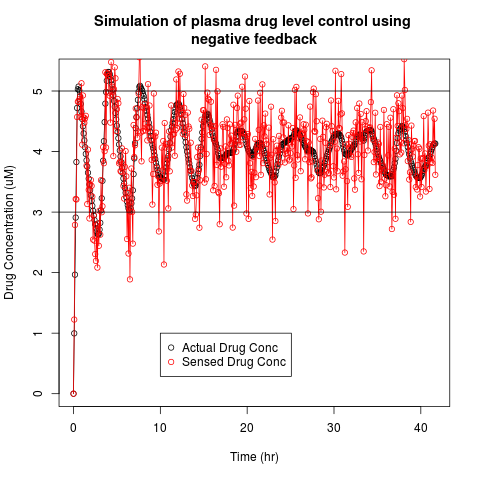 Simulation of plasma drug level control using
negative feedback
Drug Concentration (uM)
5
4
3
2
1
0
Actual Drug Conc
Sensed Drug Conc
0 10 20 30 40
Time (hr)